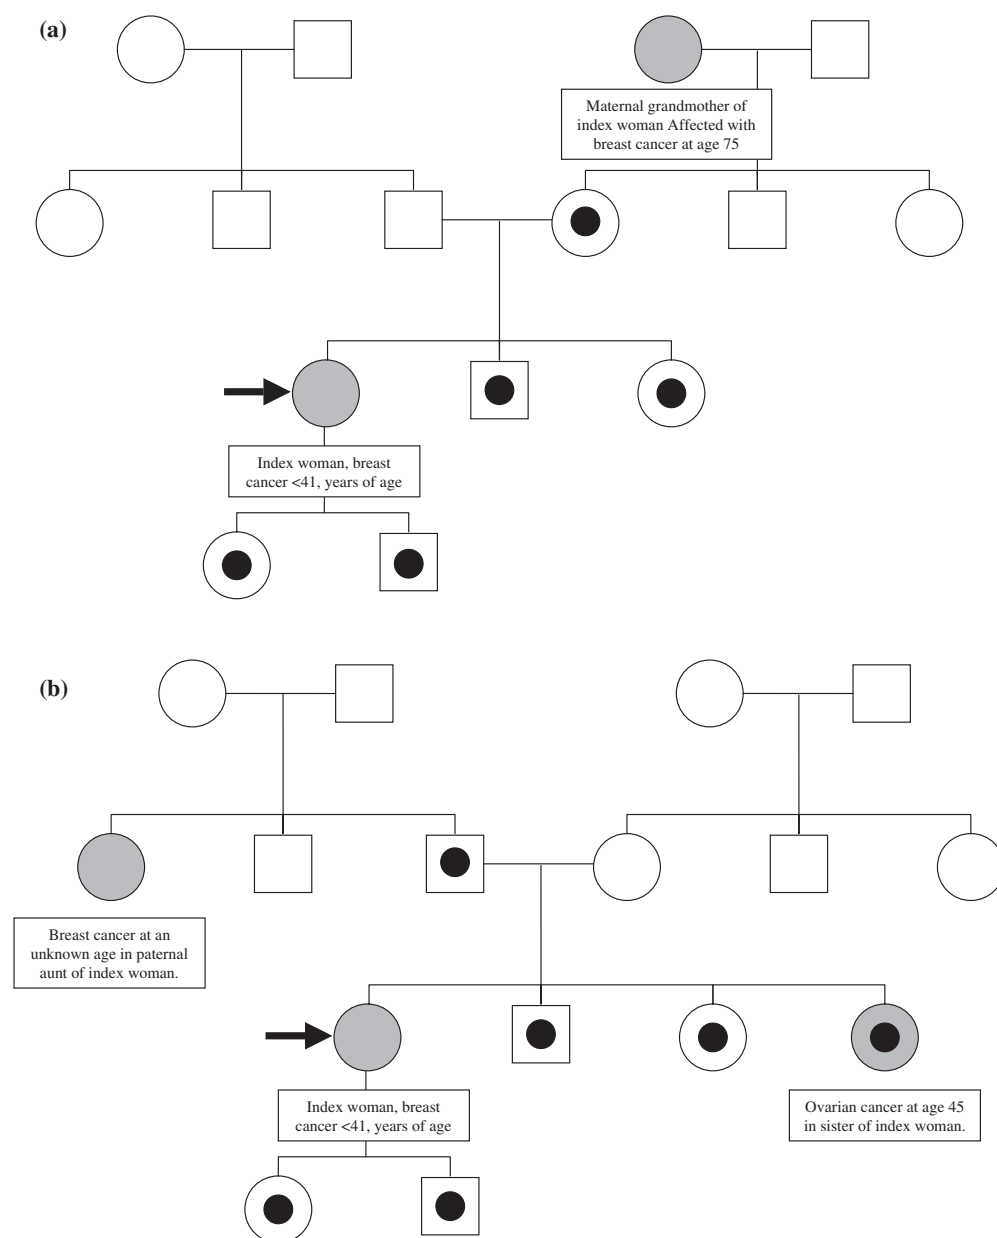 (a)
Maternal grandmother of
index woman Affected with
breast cancer at age 75
Index woman, breast
cancer <41, years of age
(b)
Breast cancer at an
unknown age in paternal
aunt of index woman.
Index woman, breast
cancer <41, years of age
Ovarian cancer at age 45
in sister of index woman.